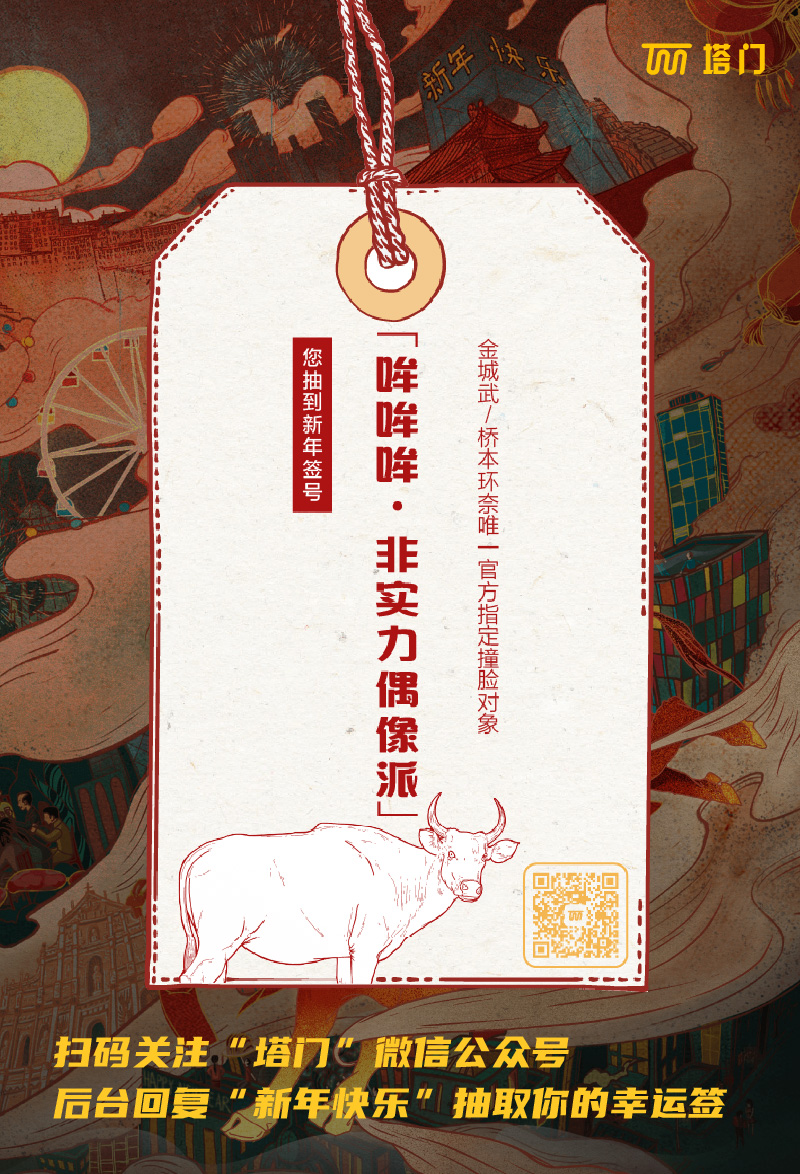 塔门
新年快乐
金城武/桥本环奈唯一官方指定撞脸对象
「哞哞哞·非实力偶像派」
您抽到新年签号
扫码关注“塔门”微信公众号
后台回复“新年快乐”抽取你的幸运签